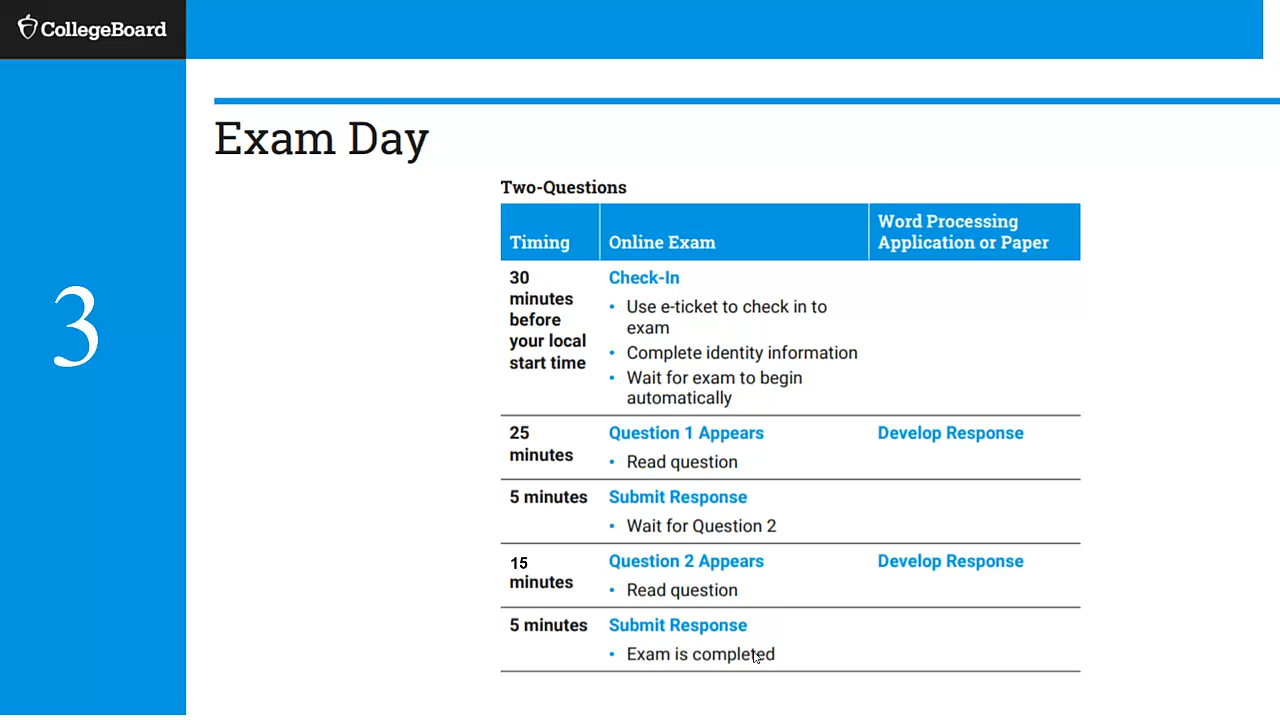 CollegeBoard
Exam Day
3
Two-Questions
Timing
Online Exam
Word Processing
Application or Paper
30
minutes
before
your local
start time
Check-In
• Use e-ticket to check in to
exam
• Complete identity information
• Wait for exam to begin
automatically
25
minutes
Question 1 Appears
• Read question
Develop Response
5 minutes
Submit Response
• Wait for Question 2
15
minutes
Question 2 Appears
• Read question
Develop Response
5 minutes
Submit Response
• Exam is completed